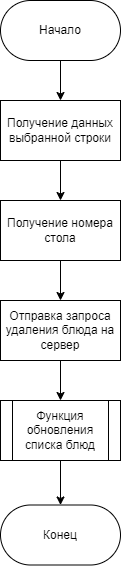 Начало
Получение данных
выбранной строки
Получение номера
стола
Отправка запроса
удаления блюда на
сервер
Функция
обновления
списка блюд
Конец